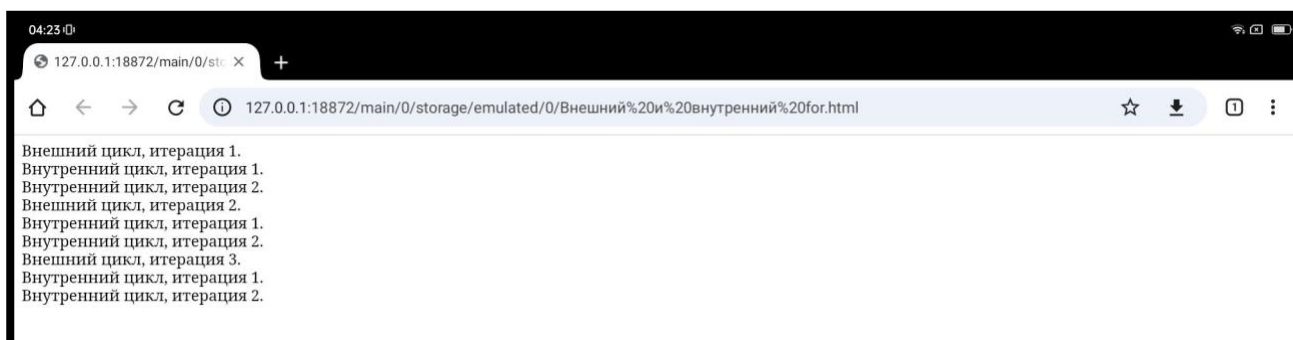 04:23
127.0.0.1:18872/main/0/sto
127.0.0.1:18872/main/0/storage/emulated/0/Внешний%20и%20внутренний%20for.html
1
Внешний цикл, итерация 1.
Внутренний цикл, итерация 1.
Внутренний цикл, итерация 2.
Внешний цикл, итерация 2.
Внутренний цикл, итерация 1.
Внутренний цикл, итерация 2.
Внешний цикл, итерация 3.
Внутренний цикл, итерация 1.
Внутренний цикл, итерация 2.